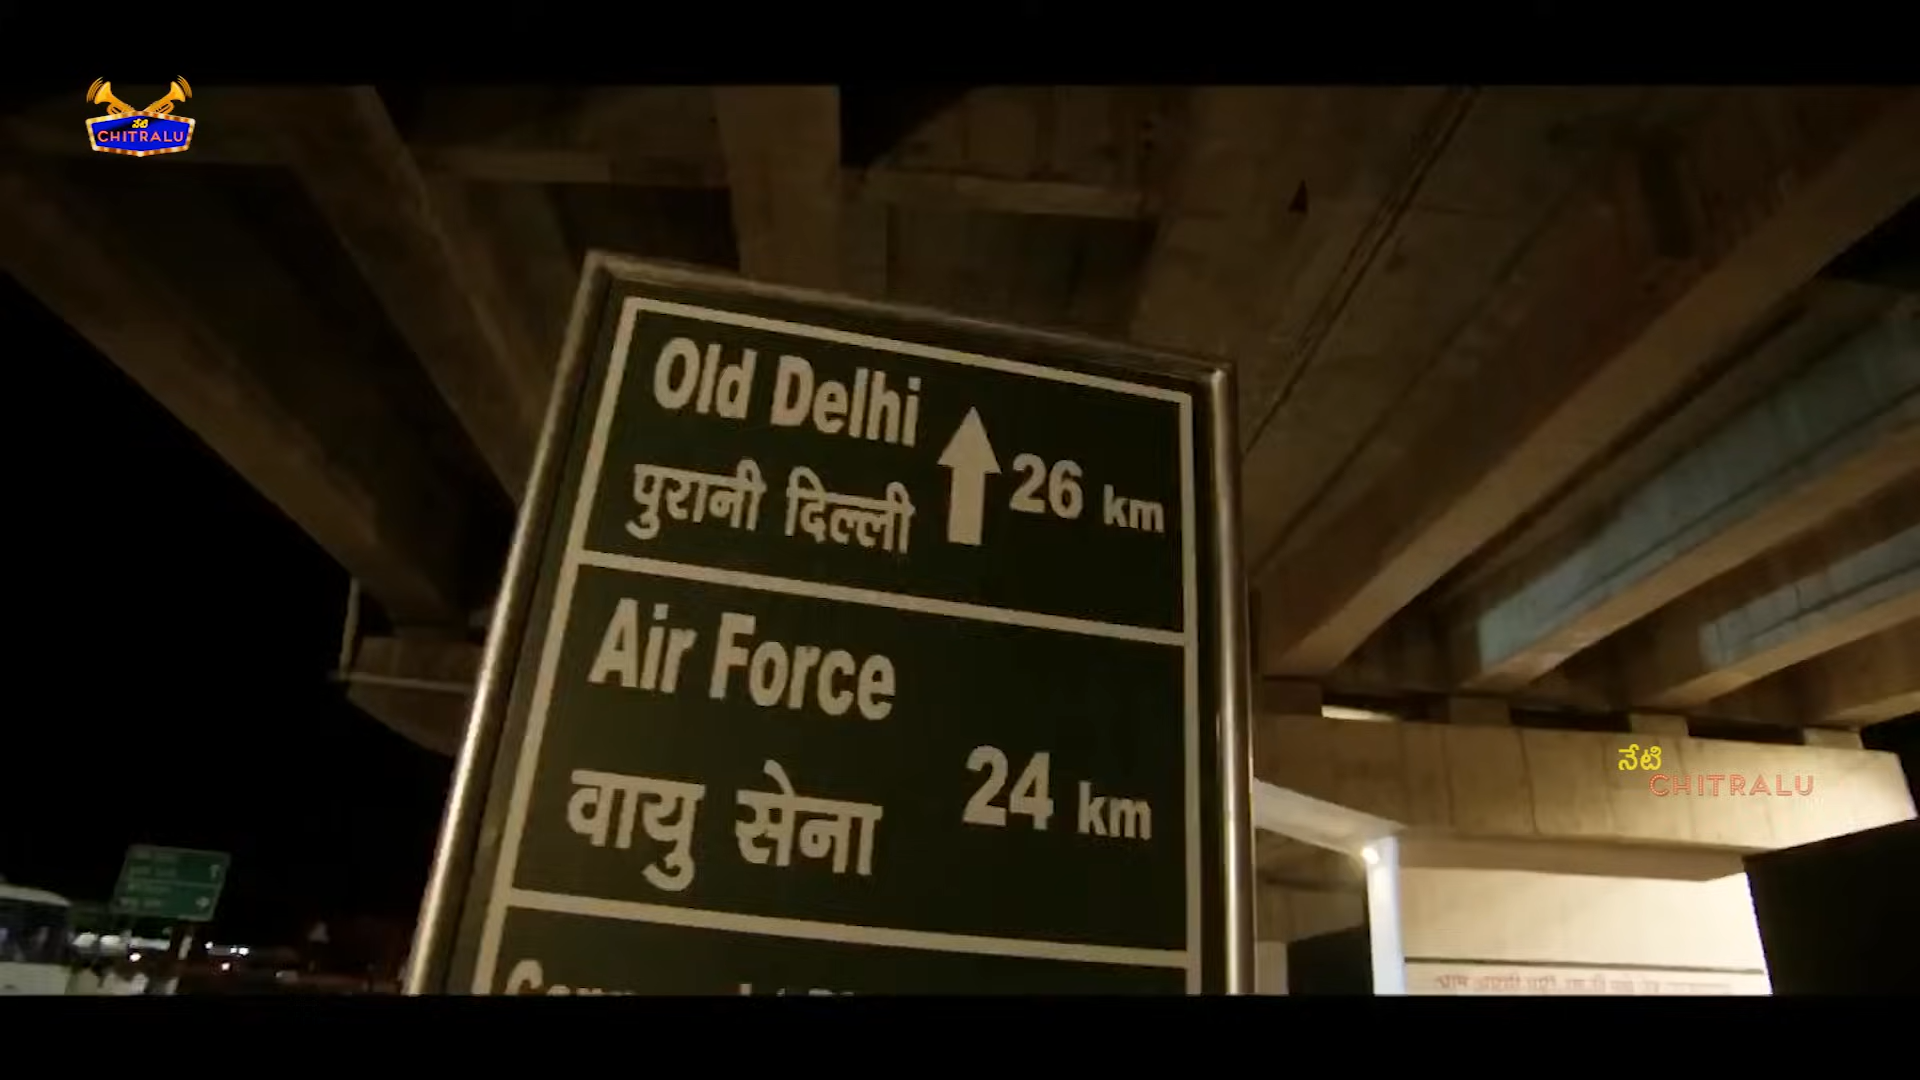 నేటి
CHITRALU
Old Delhi
26 km
पुरानी दिल्ली
Air Force
वायु सेना
24 km
నేటి
CHITRALU